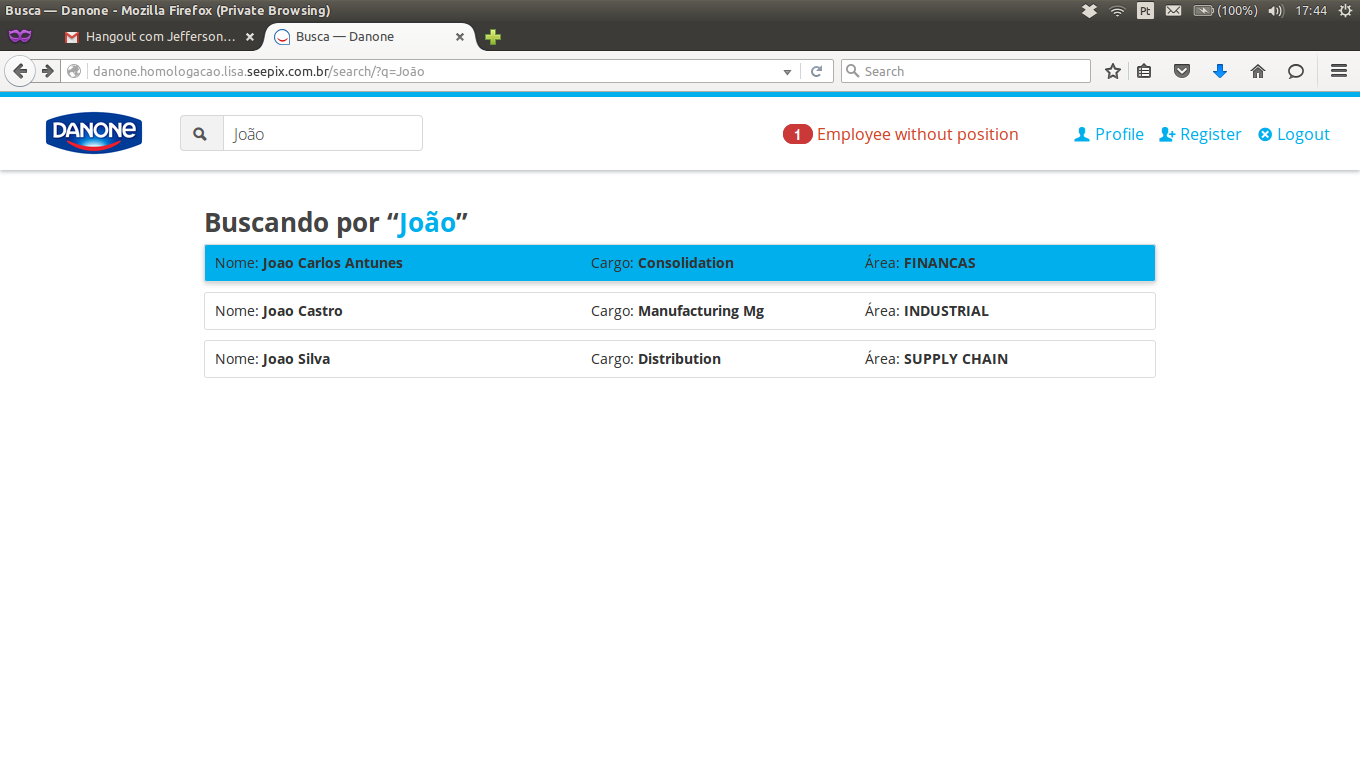 Busca — Danone - Mozilla Firefox (Private Browsing)
Pt
(100%)
17:44
Hangout com Jefferson...
Busca — Danone
danone.homologacao.lisa.seepix.com.br/search/?q=João
Search
DANONE
João
1 Employee without position
Profile
Register
Logout
Buscando por “João”
Nome: Joao Carlos Antunes Cargo: Consolidation Área: FINANCAS
Nome: Joao Castro Cargo: Manufacturing Mg Área: INDUSTRIAL
Nome: Joao Silva Cargo: Distribution Área: SUPPLY CHAIN